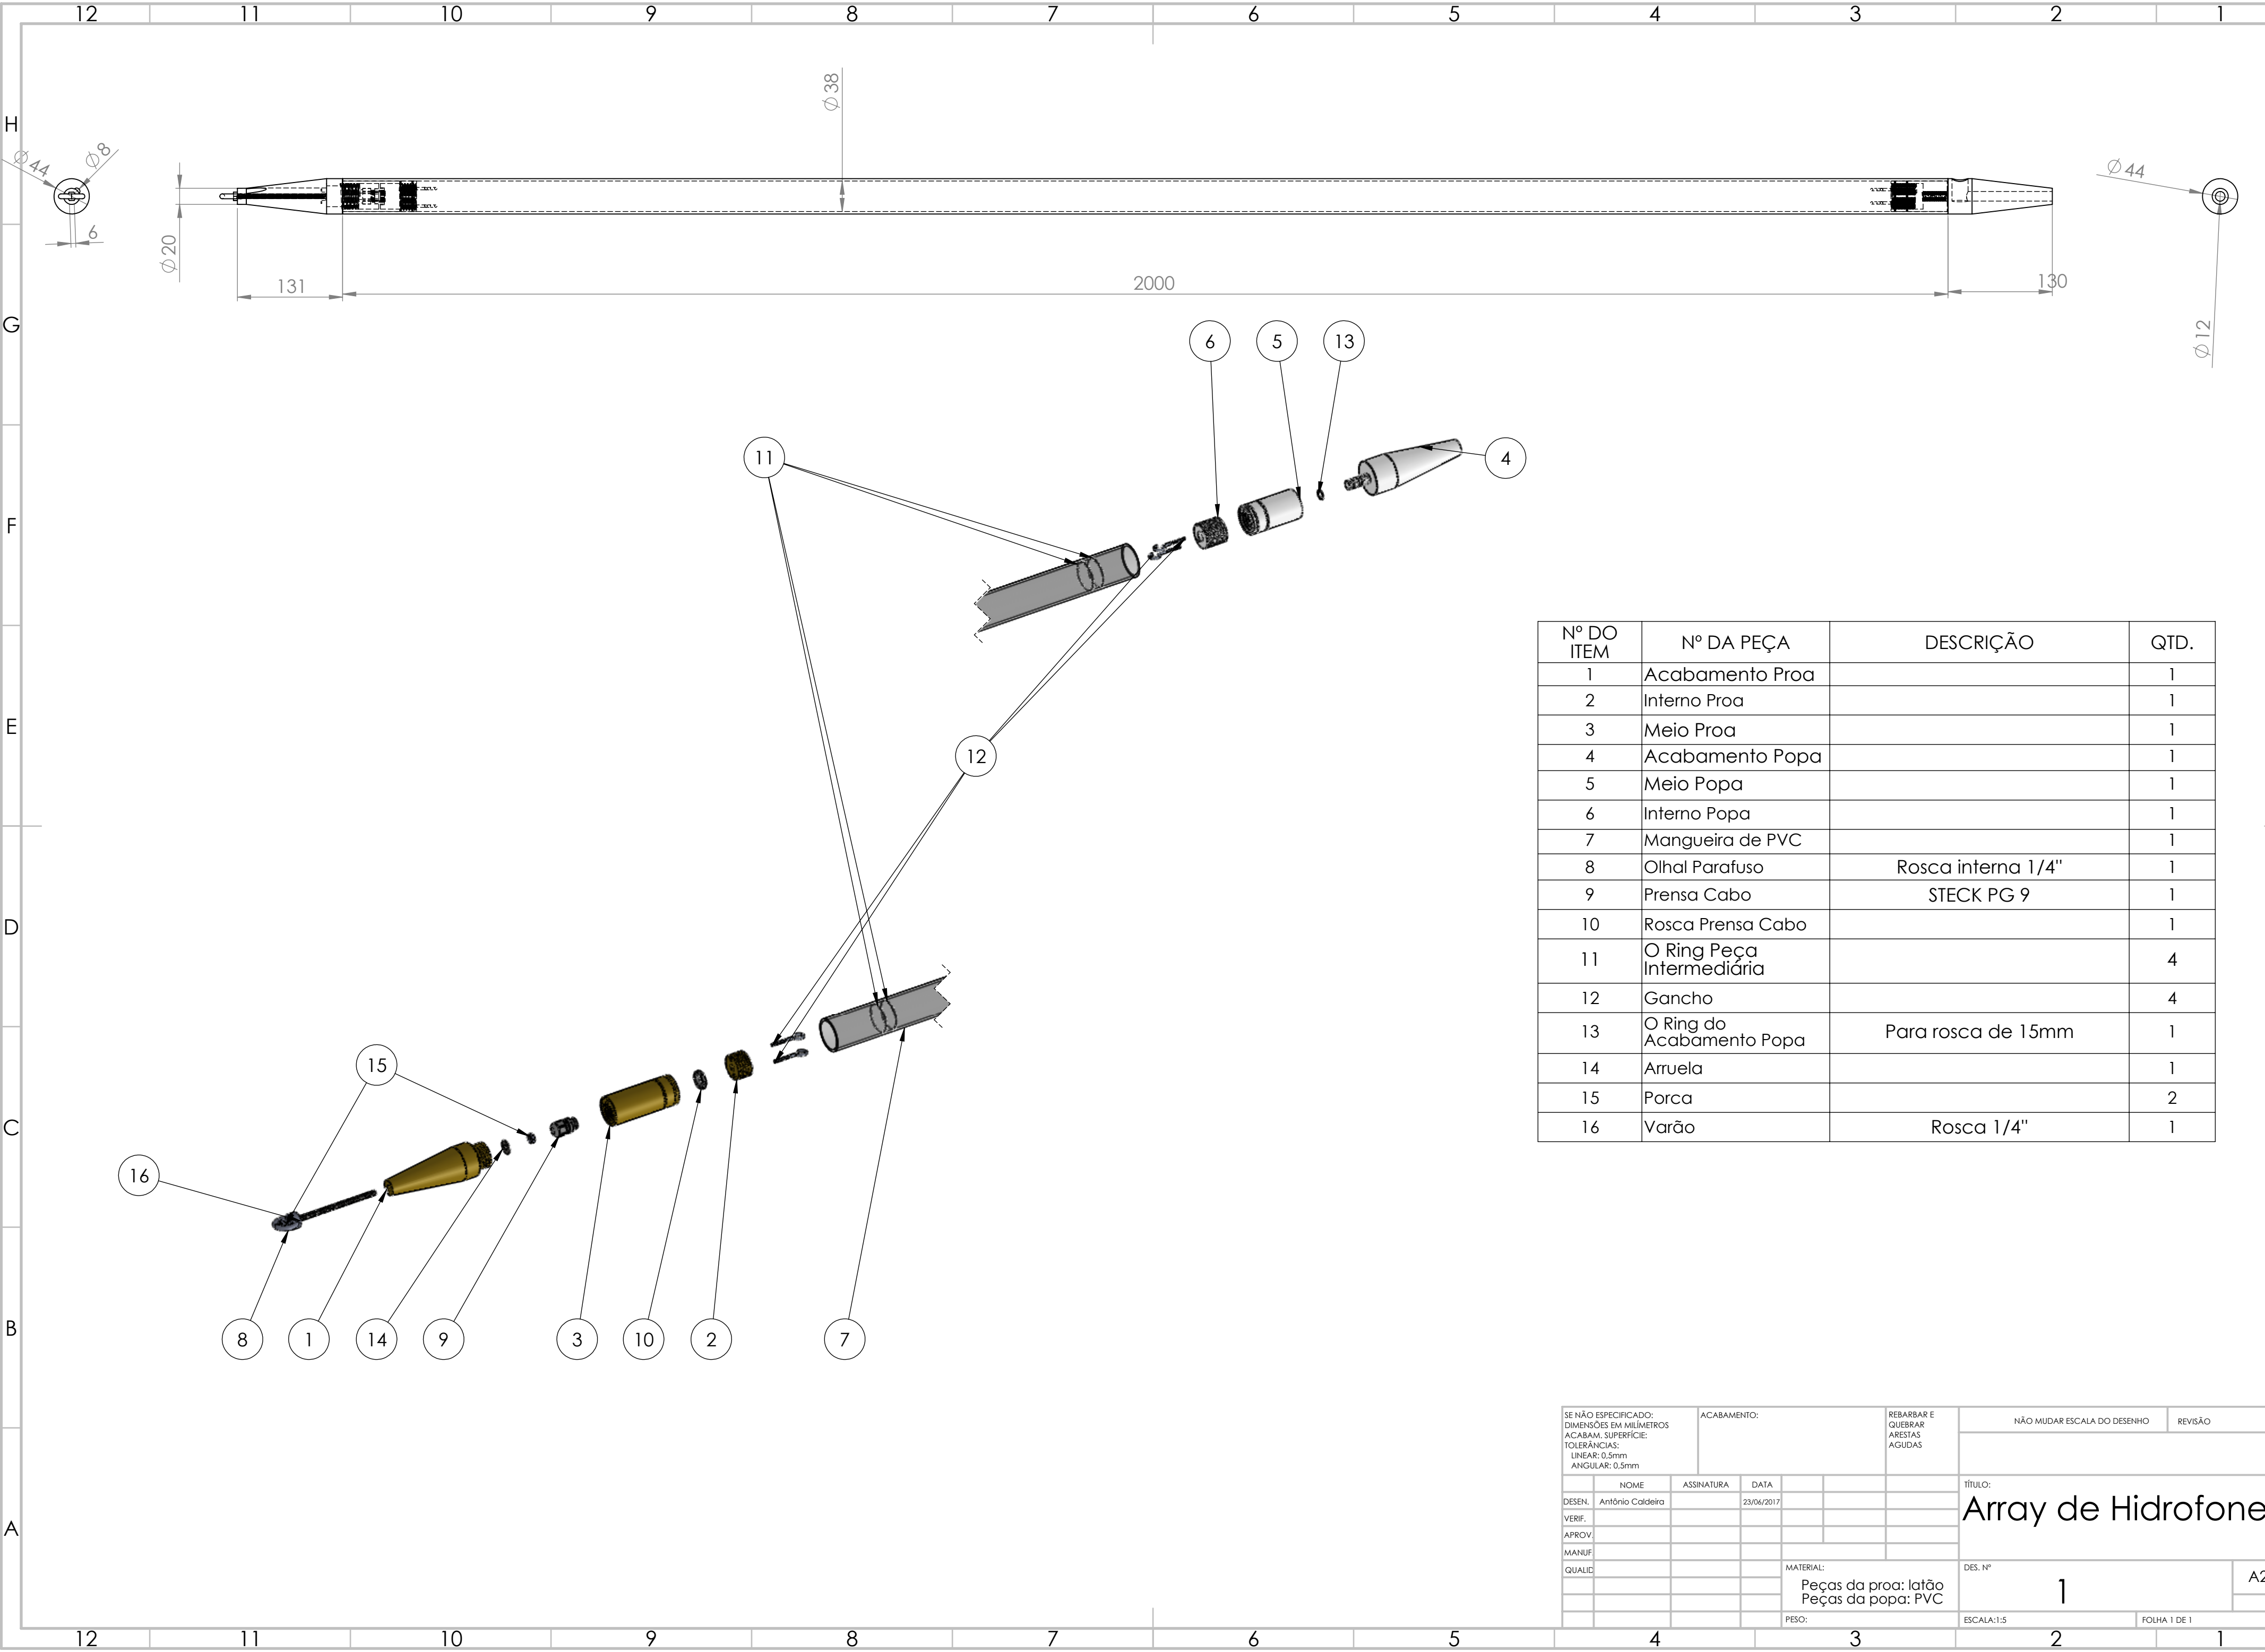 12 11 10 9 8 7 6 5 4 3 2 1
H
G
F
E
D
C
B
A
Ø 44
Ø 8
6
Ø 20
Ø 38
131
2000
130
Ø 44
Ø 12
6 5 13
11
4
12
15
16
8 1 14 9 3 10 2 7
Nº DO ITEM Nº DA PEÇA DESCRIÇÃO QTD.
1 Acabamento Proa 1
2 Interno Proa 1
3 Meio Proa 1
4 Acabamento Popa 1
5 Meio Popa 1
6 Interno Popa 1
7 Mangueira de PVC 1
8 Olhal Parafuso Rosca interna 1/4" 1
9 Prensa Cabo STECK PG 9 1
10 Rosca Prensa Cabo 1
11 O Ring Peça Intermediária 4
12 Gancho 4
13 O Ring do Acabamento Popa Para rosca de 15mm 1
14 Arruela 1
15 Porca 2
16 Varão Rosca 1/4" 1
SE NÃO ESPECIFICADO:
DIMENSÕES EM MILÍMETROS
ACABAM. SUPERFÍCIE:
TOLERÂNCIAS:
LINEAR: 0,5mm
ANGULAR: 0,5mm
ACABAMENTO:
REBARBAR E
QUEBRAR
ARESTAS
AGUDAS
NÃO MUDAR ESCALA DO DESENHO
REVISÃO
NOME ASSINATURA DATA
DESEN. Antônio Caldeira 23/06/2017
VERIF.
APROV.
MANUF
QUALID
TÍTULO:
Array de Hidrofone
MATERIAL:
Peças da proa: latão
Peças da popa: PVC
PESO:
DES. Nº
1
A2
ESCALA:1:5
FOLHA 1 DE 1
12 11 10 9 8 7 6 5 4 3 2 1